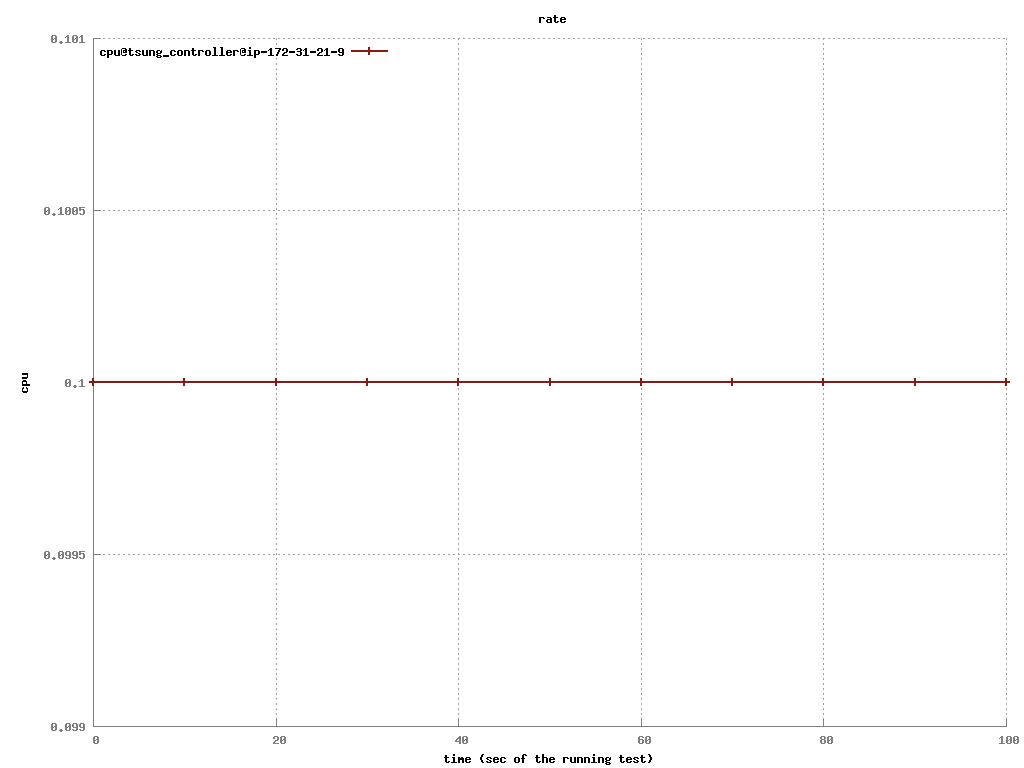 rate
0.101
cpu@tsung_controller@ip-172-31-21-9
0.1005
cpu
0.1
0.0995
0.099
0 20 40 60 80 100
time (sec of the running test)